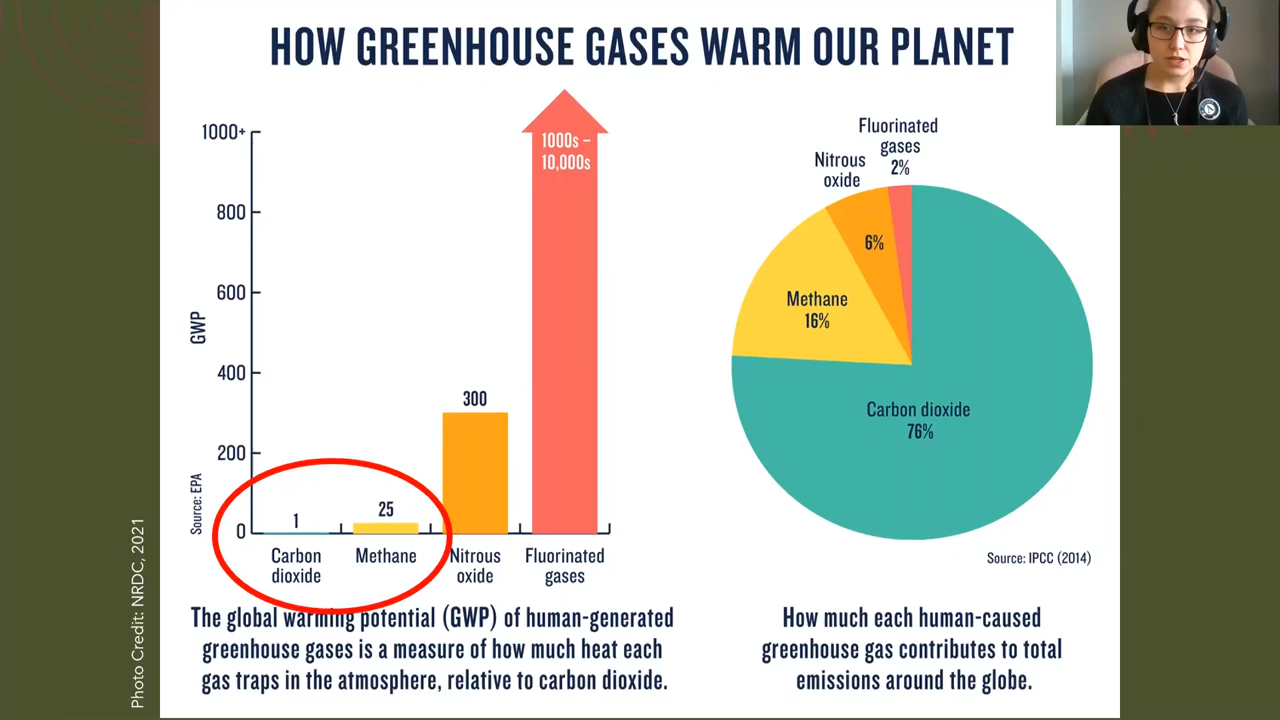 HOW GREENHOUSE GASES WARM OUR PLANET
1000+
800
600
400
200
0
GWP
Source: EPA
1
25
300
1000s –
10,000s
Carbon
dioxide
Methane
Nitrous
oxide
Fluorinated
gases
The global warming potential (GWP) of human-generated
greenhouse gases is a measure of how much heat each
gas traps in the atmosphere, relative to carbon dioxide.
Fluorinated
gases
2%
Nitrous
oxide
6%
Methane
16%
Carbon dioxide
76%
Source: IPCC (2014)
How much each human-caused
greenhouse gas contributes to total
emissions around the globe.
Photo Credit: NRDC, 2021